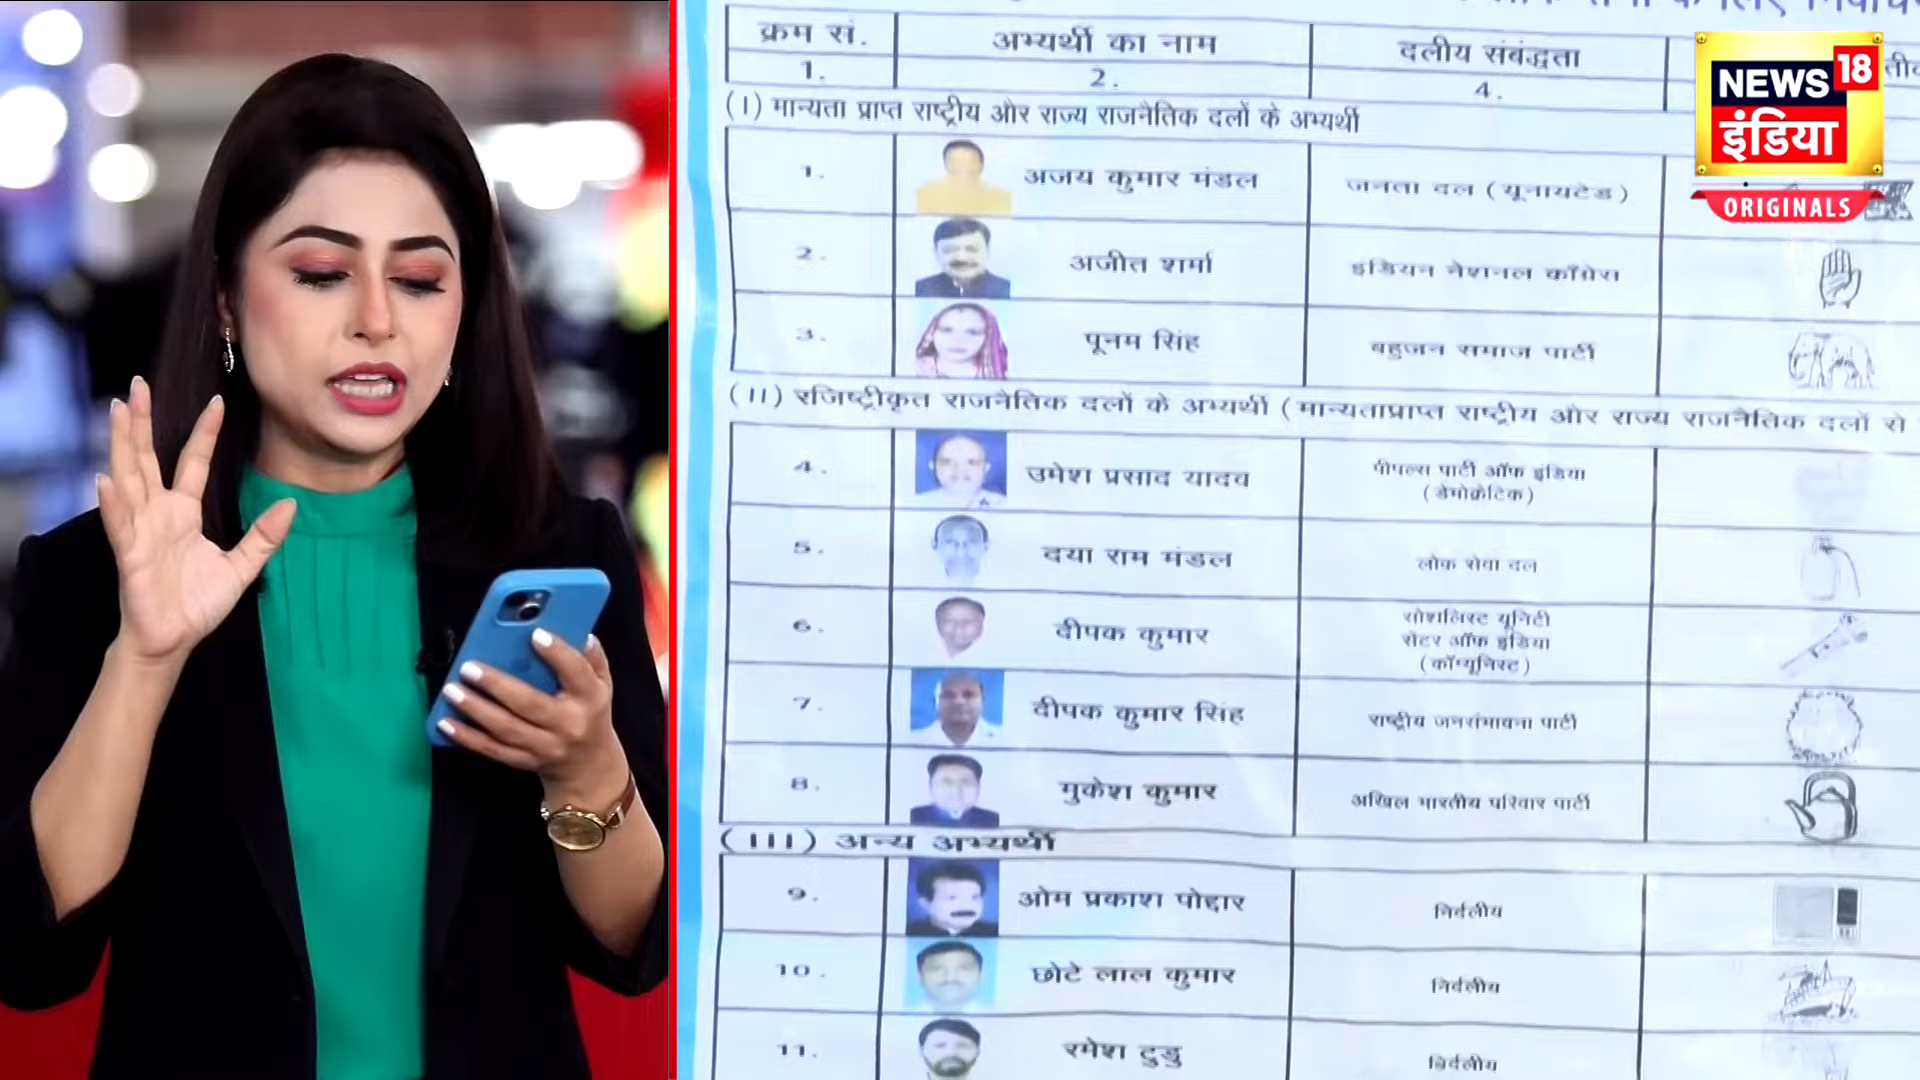 क्रम सं.
अभ्यर्थी का नाम
दलीय संबंद्धता
1.
2.
4.
(I) मान्यता प्राप्त राष्ट्रीय और राज्य राजनैतिक दलों के अभ्यर्थी
1. अजय कुमार मंडल जनता दल (यूनायटेड)
2. अजीत शर्मा इंडियन नेशनल काँग्रेस
3. पूनम सिंह बहुजन समाज पार्टी
(II) रजिष्ट्रीकृत राजनैतिक दलों के अभ्यर्थी (मान्यताप्राप्त राष्ट्रीय और राज्य राजनैतिक दलों से
4. उमेश प्रसाद यादव पीपल्स पार्टी ऑफ इंडिया
(डेमोक्रेटिक)
5. दया राम मंडल लोक सेवा दल
6. दीपक कुमार सोशलिस्ट यूनिटी
सेंटर ऑफ इंडिया
(कॉम्यूनिस्ट)
7. दीपक कुमार सिंह राष्ट्रीय जनसंभावना पार्टी
8. मुकेश कुमार अखिल भारतीय परिवार पार्टी
(III) अन्य अभ्यर्थी
9. ओम प्रकाश पोद्दार निर्दलीय
10. छोटे लाल कुमार निर्दलीय
11. रमेश टुडु निर्दलीय
NEWS 18
इंडिया
ORIGINALS